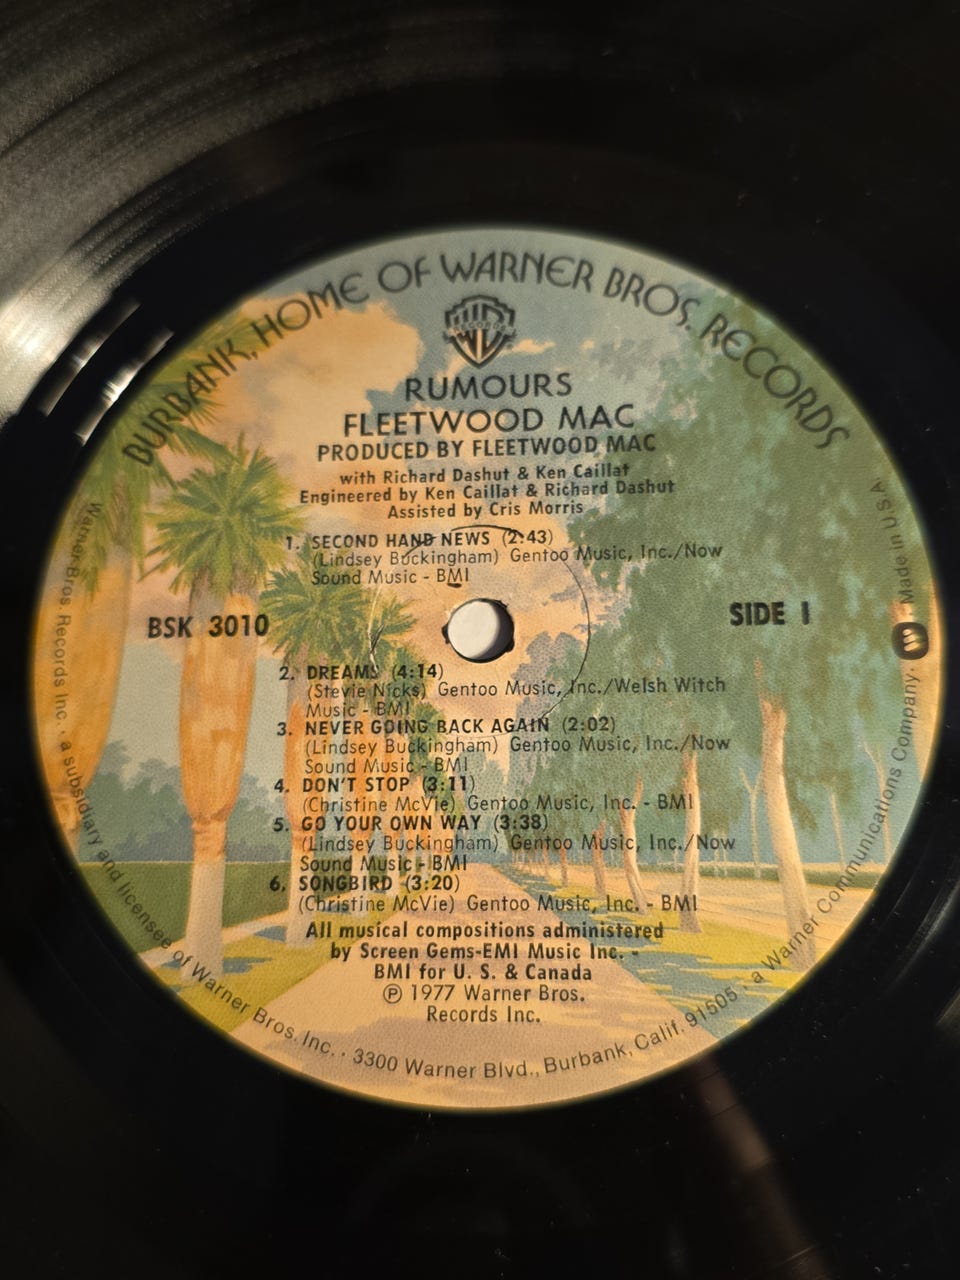 BURBANK, HOME OF WARNER BROS. RECORDS
W RECORDS
RUMOURS
FLEETWOOD MAC
PRODUCED BY FLEETWOOD MAC
with Richard Dashut & Ken Caillat
Engineered by Ken Caillat & Richard Dashut
Assisted by Cris Morris
1. SECOND HAND NEWS (2:43)
(Lindsey Buckingham) Gentoo Music, Inc./Now
Sound Music - BMI
BSK 3010
SIDE 1
2. DREAMS (4:14)
(Stevie Nicks) Gentoo Music, Inc./Welsh Witch
Music - BMI
3. NEVER GOING BACK AGAIN (2:02)
(Lindsey Buckingham) Gentoo Music, Inc./Now
Sound Music - BMI
4. DON'T STOP (3:11)
(Christine McVie) Gentoo Music, Inc. - BMI
5. GO YOUR OWN WAY (3:38)
(Lindsey Buckingham) Gentoo Music, Inc./Now
Sound Music - BMI
6. SONGBIRD (3:20)
(Christine McVie) Gentoo Music, Inc. - BMI
All musical compositions administered
by Screen Gems-EMI Music Inc. -
BMI for U. S. & Canada
℗ 1977 Warner Bros.
Records Inc.
Warner Bros. Records Inc. · a subsidiary and licensee of Warner Bros. Inc. · 3300 Warner Blvd., Burbank, Calif. 91505 · a Warner Communications Company. Made in U.S.A.